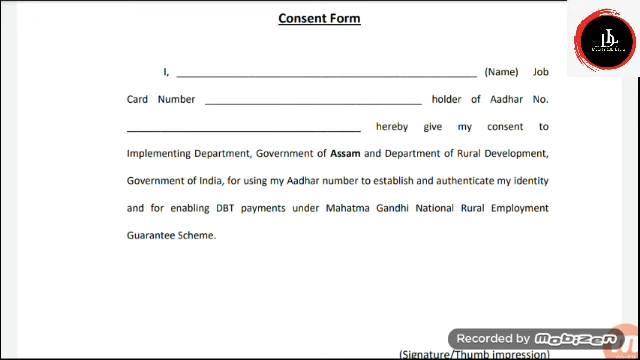 Consent Form
I, ______________________________ (Name) Job
Card Number ______________________________ holder of Aadhar No.
______________________________ hereby give my consent to
Implementing Department, Government of Assam and Department of Rural Development,
Government of India, for using my Aadhar number to establish and authenticate my identity
and for enabling DBT payments under Mahatma Gandhi National Rural Employment
Guarantee Scheme.
Recorded by MOBIZEN
(Signature/Thumb impression)